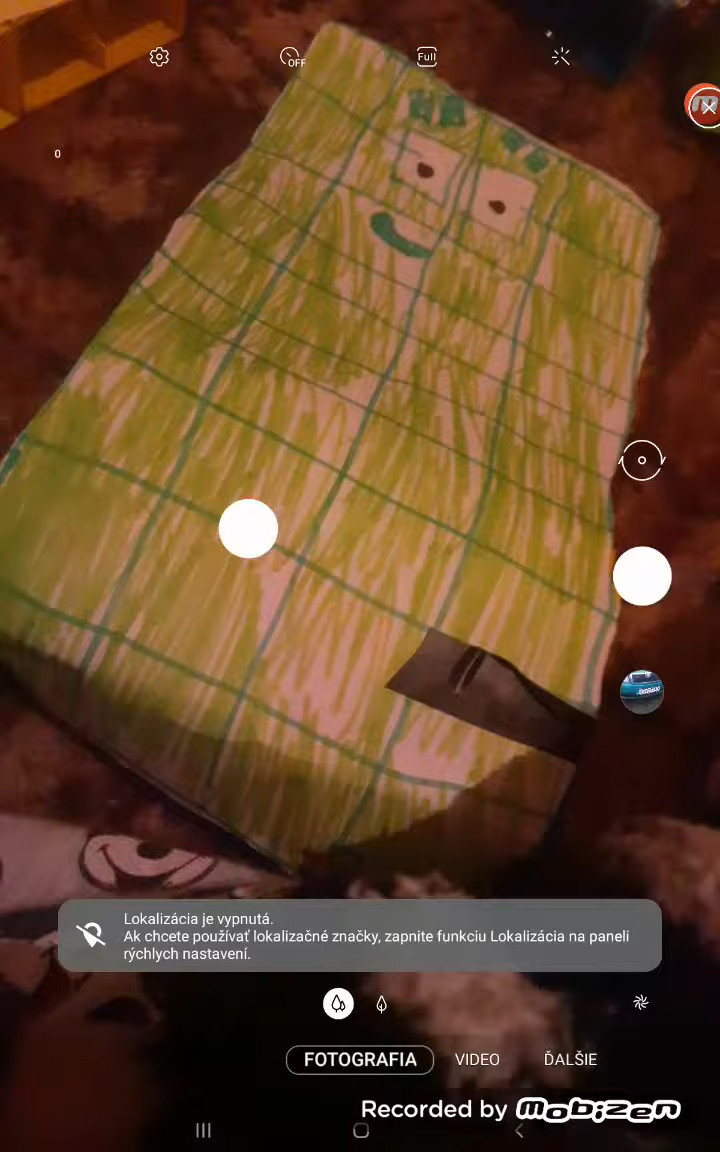 OFF
Full
0
Lokalizácia je vypnutá.
Ak chcete používať lokalizačné značky, zapnite funkciu Lokalizácia na paneli
rýchlych nastavení.
FOTOGRAFIA
VIDEO
ĎALŠIE
Recorded by mobizen